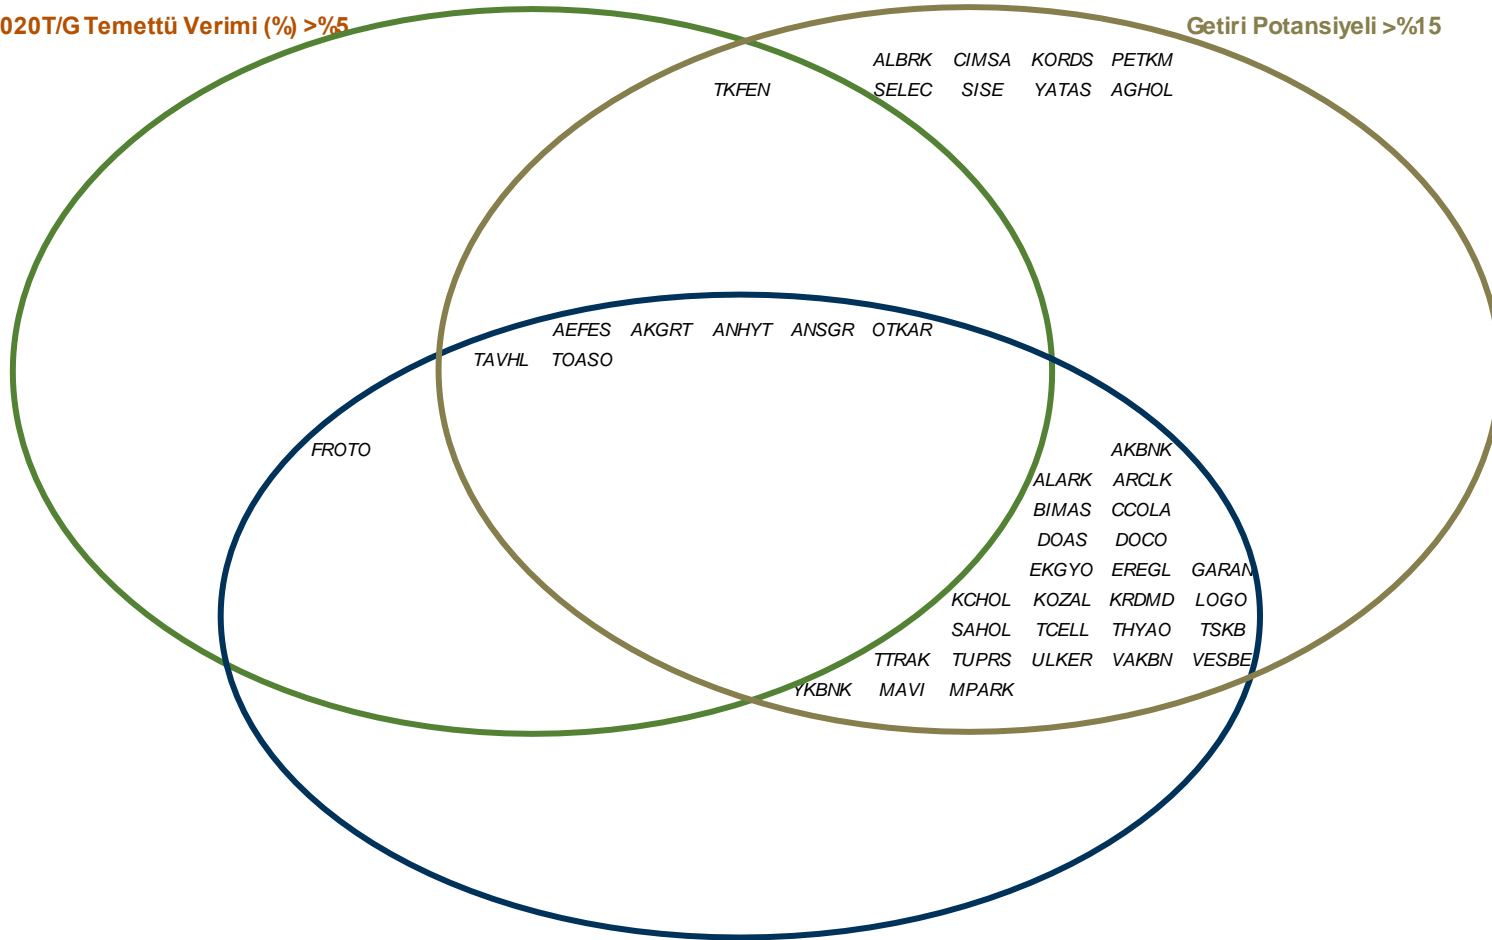 020T/G Temettü Verimi (%) >%5
Getiri Potansiyeli >%15
ALBRK CIMSA KORDS PETKM
TKFEN SELEC SISE YATAS AGHOL
AEFES AKGRT ANHYT ANSGR OTKAR
TAVHL TOASO
FROTO AKBNK
ALARK ARCLK
BIMAS CCOLA
DOAS DOCO
EKGYO EREGL GARAN
KCHOL KOZAL KRDMD LOGO
SAHOL TCELL THYAO TSKB
TTRAK TUPRS ULKER VAKBN VESBE
YKBNK MAVI MPARK